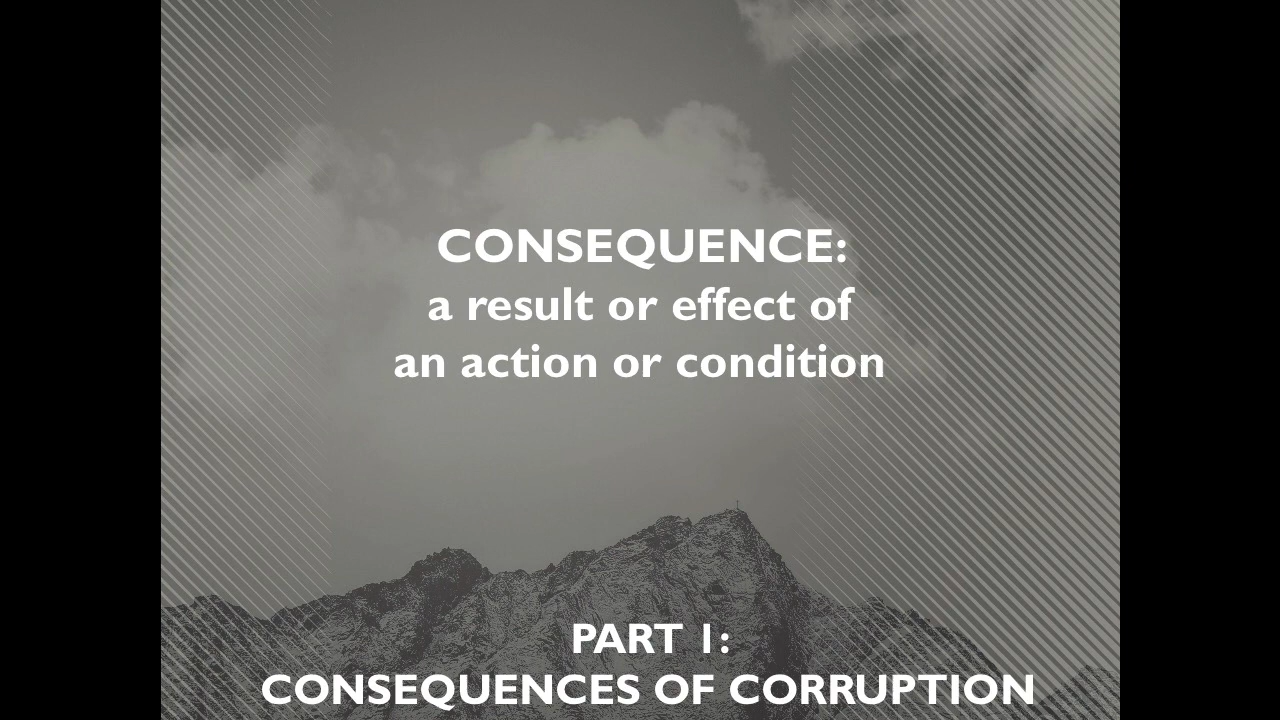 CONSEQUENCE:
a result or effect of
an action or condition
PART 1:
CONSEQUENCES OF CORRUPTION